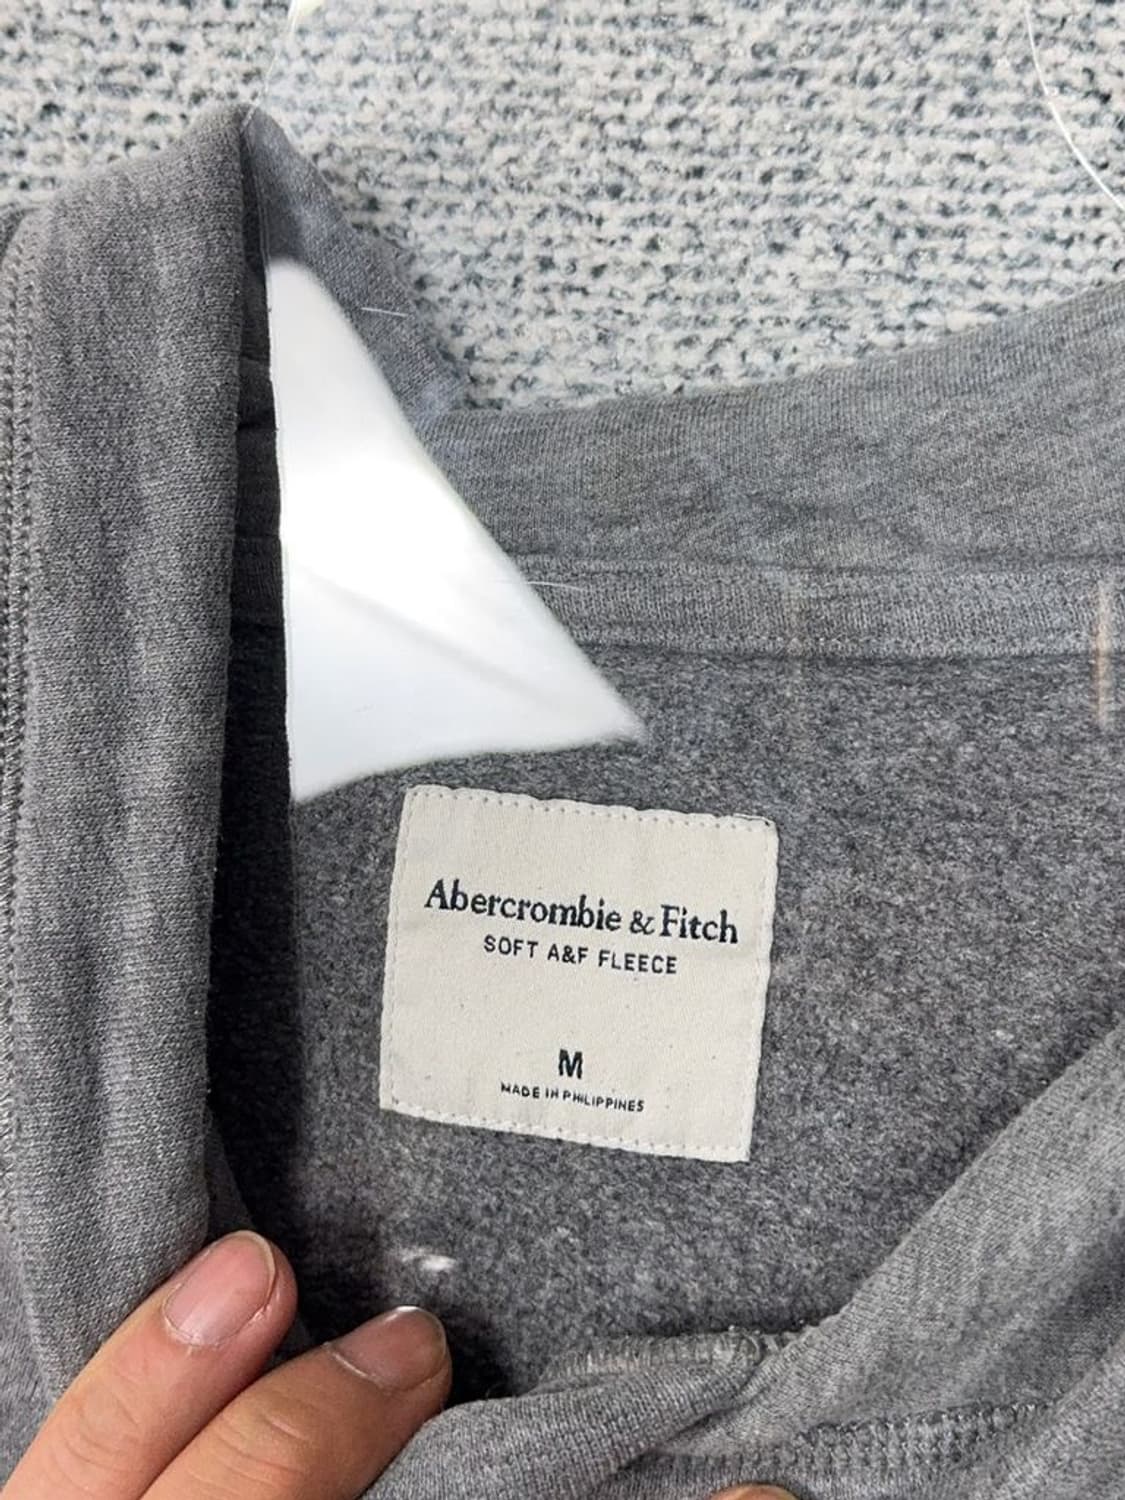 Abercrombie & Fitch
SOFT A&F FLEECE
M
MADE IN PHILIPPINES